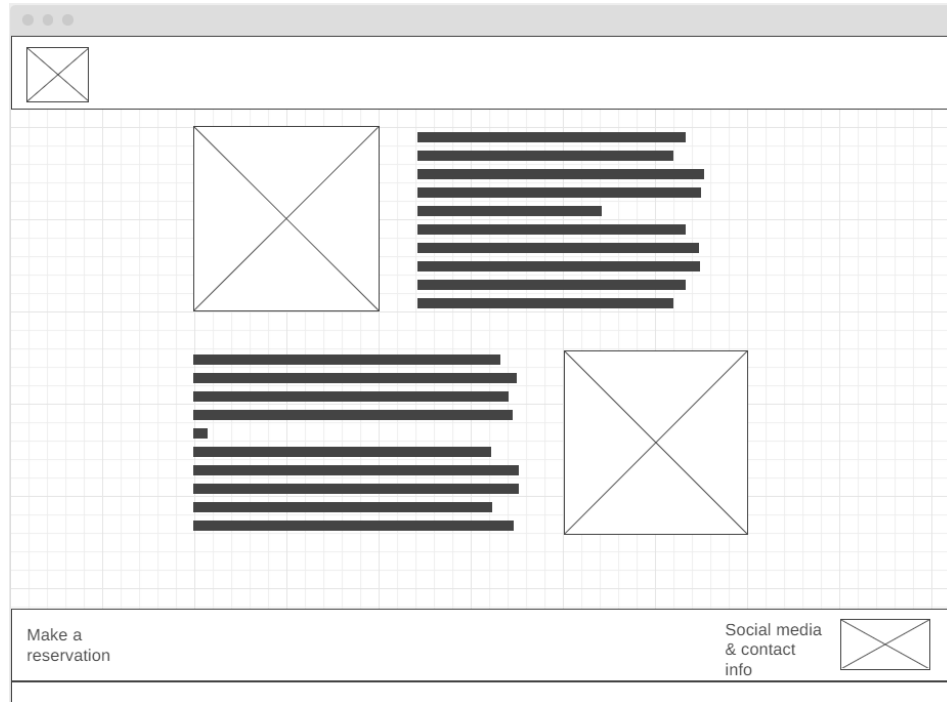 Make a
reservation
Social media
& contact
info